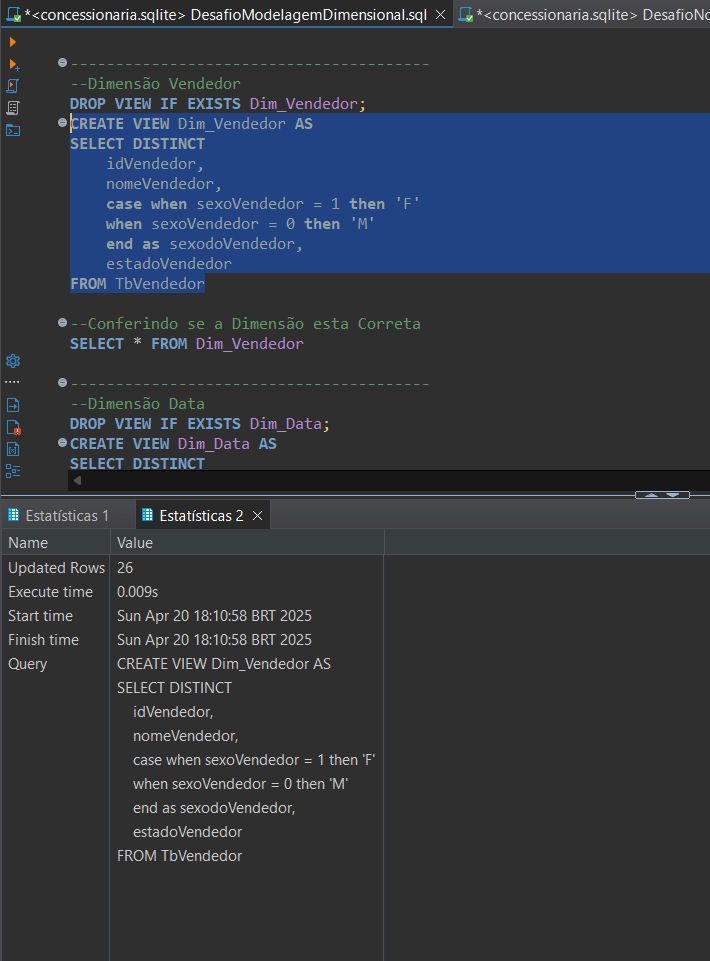 *<concessionaria.sqlite> DesafioModelagemDimensional.sql
*<concessionaria.sqlite> DesafioNo
----------------------------------------
--Dimensão Vendedor
DROP VIEW IF EXISTS Dim_Vendedor;
CREATE VIEW Dim_Vendedor AS
SELECT DISTINCT
idVendedor,
nomeVendedor,
case when sexoVendedor = 1 then 'F'
when sexoVendedor = 0 then 'M'
end as sexodoVendedor,
estadoVendedor
FROM TbVendedor
--Conferindo se a Dimensão esta Correta
SELECT * FROM Dim_Vendedor
----------------------------------------
--Dimensão Data
DROP VIEW IF EXISTS Dim_Data;
CREATE VIEW Dim_Data AS
SELECT DISTINCT
Estatísticas 1
Estatísticas 2
Name Value
Updated Rows 26
Execute time 0.009s
Start time Sun Apr 20 18:10:58 BRT 2025
Finish time Sun Apr 20 18:10:58 BRT 2025
Query CREATE VIEW Dim_Vendedor AS
SELECT DISTINCT
idVendedor,
nomeVendedor,
case when sexoVendedor = 1 then 'F'
when sexoVendedor = 0 then 'M'
end as sexodoVendedor,
estadoVendedor
FROM TbVendedor